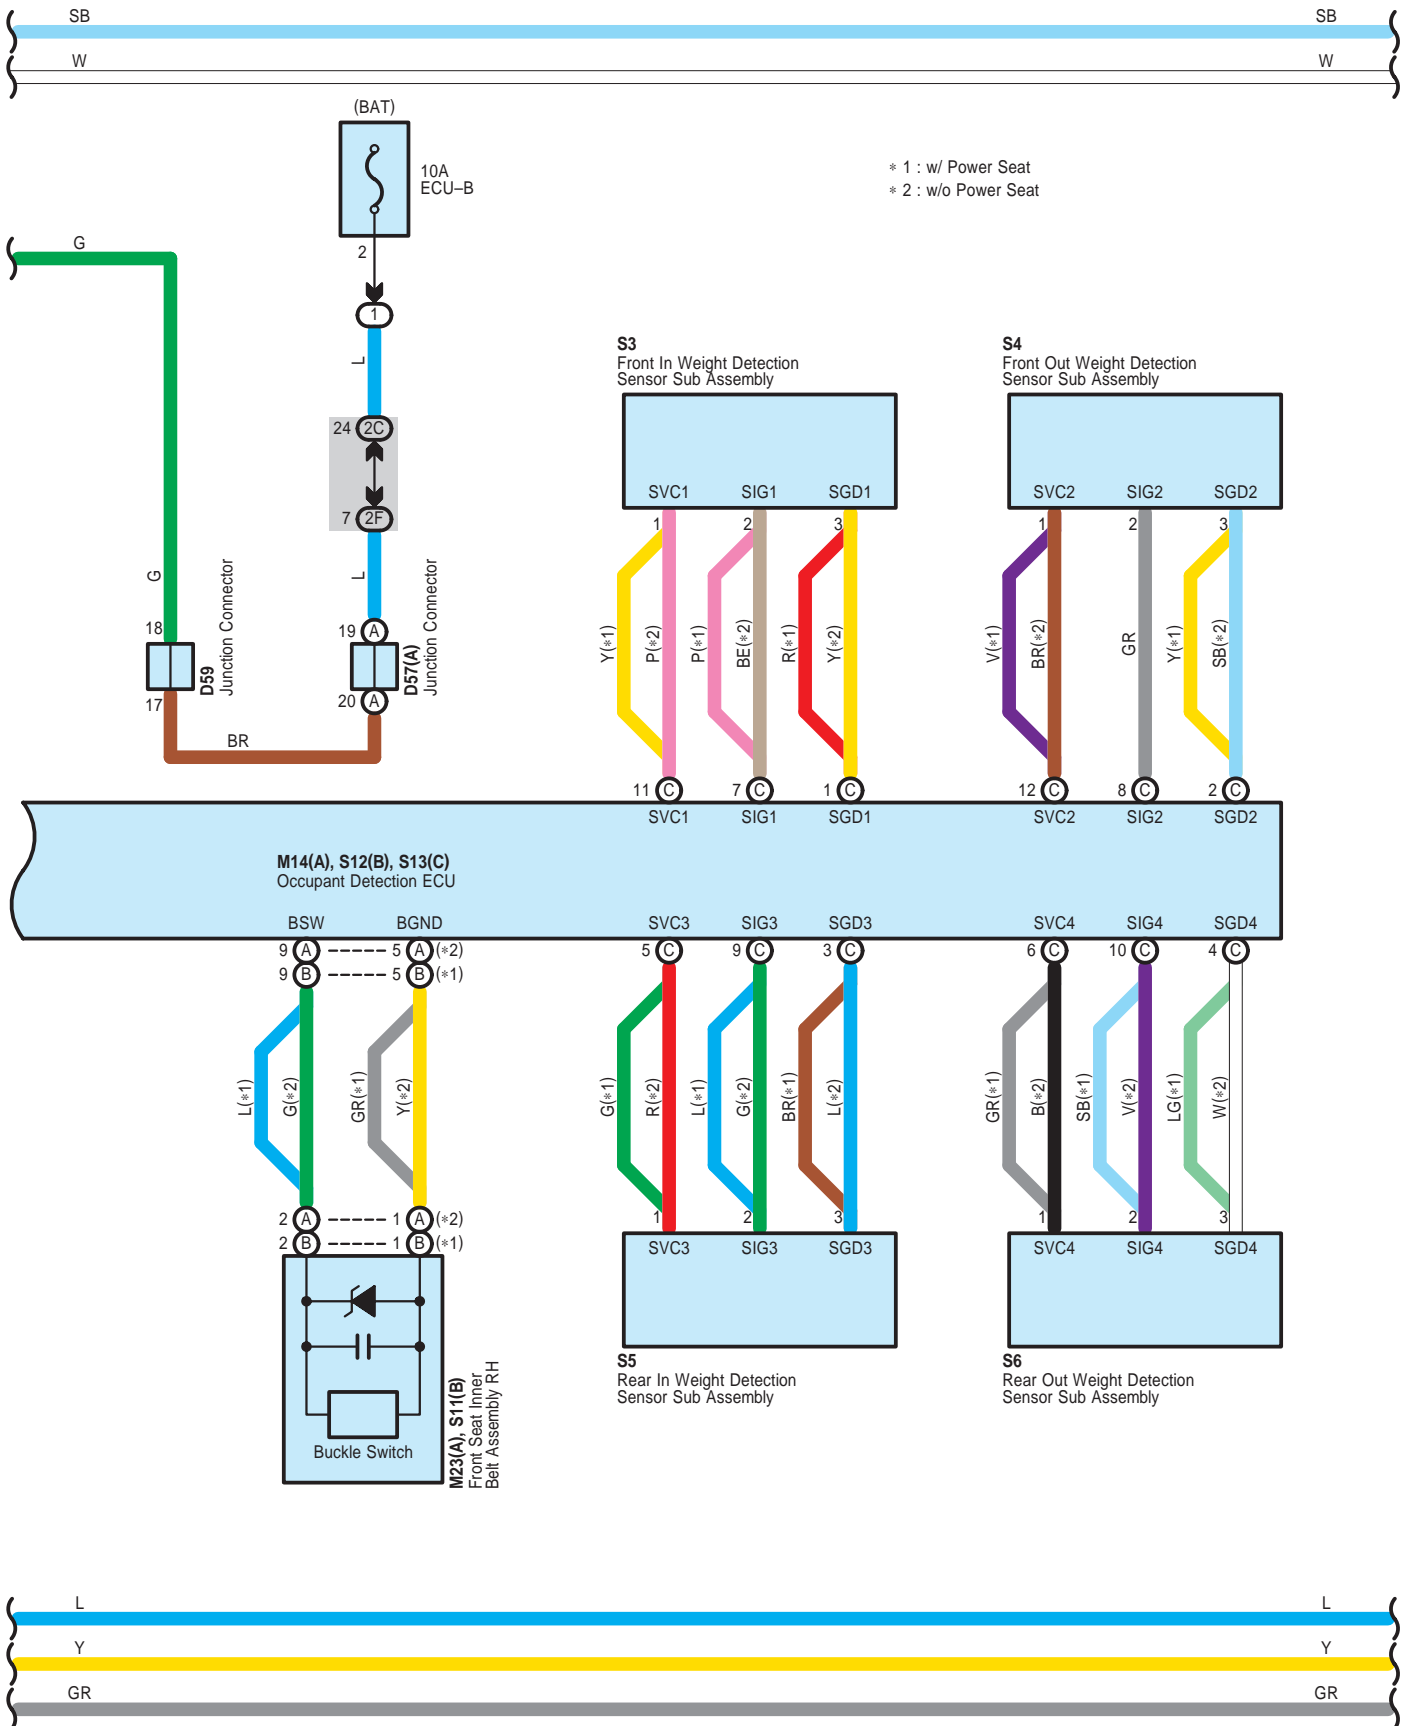 SB SB
W W
(BAT)
10A
ECU–B
2
1
L
24 2C
7 2F
L
19 A
D57(A)
Junction Connector
20 A
G
G
18
D59
Junction Connector
17
BR
∗ 1 : w/ Power Seat
∗ 2 : w/o Power Seat
S3
Front In Weight Detection
Sensor Sub Assembly
SVC1 SIG1 SGD1
1 2 3
Y(∗1) P(∗2) P(∗1) BE(∗2) R(∗1) Y(∗2)
11 C 7 C 1 C
SVC1 SIG1 SGD1
S4
Front Out Weight Detection
Sensor Sub Assembly
SVC2 SIG2 SGD2
1 2 3
V(∗1) BR(∗2) GR Y(∗1) SB(∗2)
12 C 8 C 2 C
SVC2 SIG2 SGD2
M14(A), S12(B), S13(C)
Occupant Detection ECU
BSW BGND
9 A 5 A (∗2)
9 B 5 B (∗1)
L(∗1) G(∗2) GR(∗1) Y(∗2)
2 A 1 A (∗2)
2 B 1 B (∗1)
Buckle Switch
M23(A), S11(B)
Front Seat Inner
Belt Assembly RH
SVC3 SIG3 SGD3
5 C 9 C 3 C
G(∗1) R(∗2) L(∗1) G(∗2) BR(∗1) L(∗2)
1 2 3
SVC3 SIG3 SGD3
S5
Rear In Weight Detection
Sensor Sub Assembly
SVC4 SIG4 SGD4
6 C 10 C 4 C
GR(∗1) B(∗2) SB(∗1) V(∗2) LG(∗1) W(∗2)
1 2 3
SVC4 SIG4 SGD4
S6
Rear Out Weight Detection
Sensor Sub Assembly
L L
Y Y
GR GR